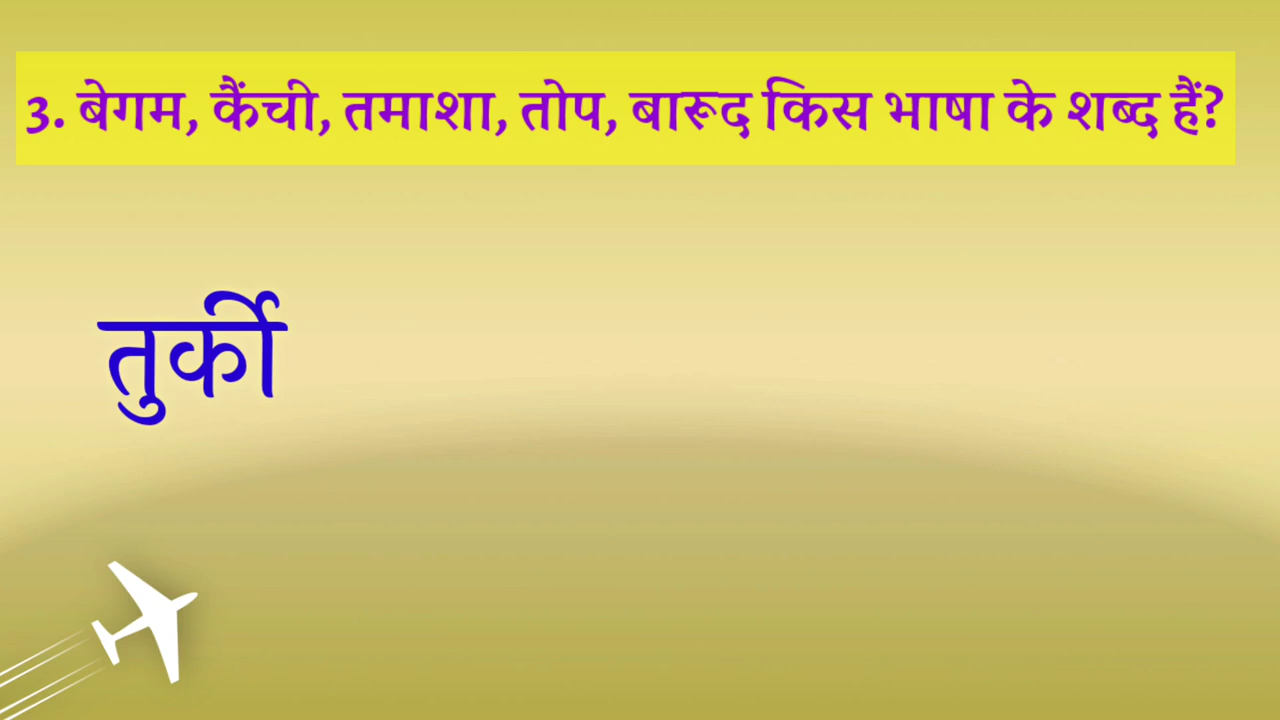 3. बेगम, कैंची, तमाशा, तोप, बारूद किस भाषा के शब्द हैं?
तुर्की